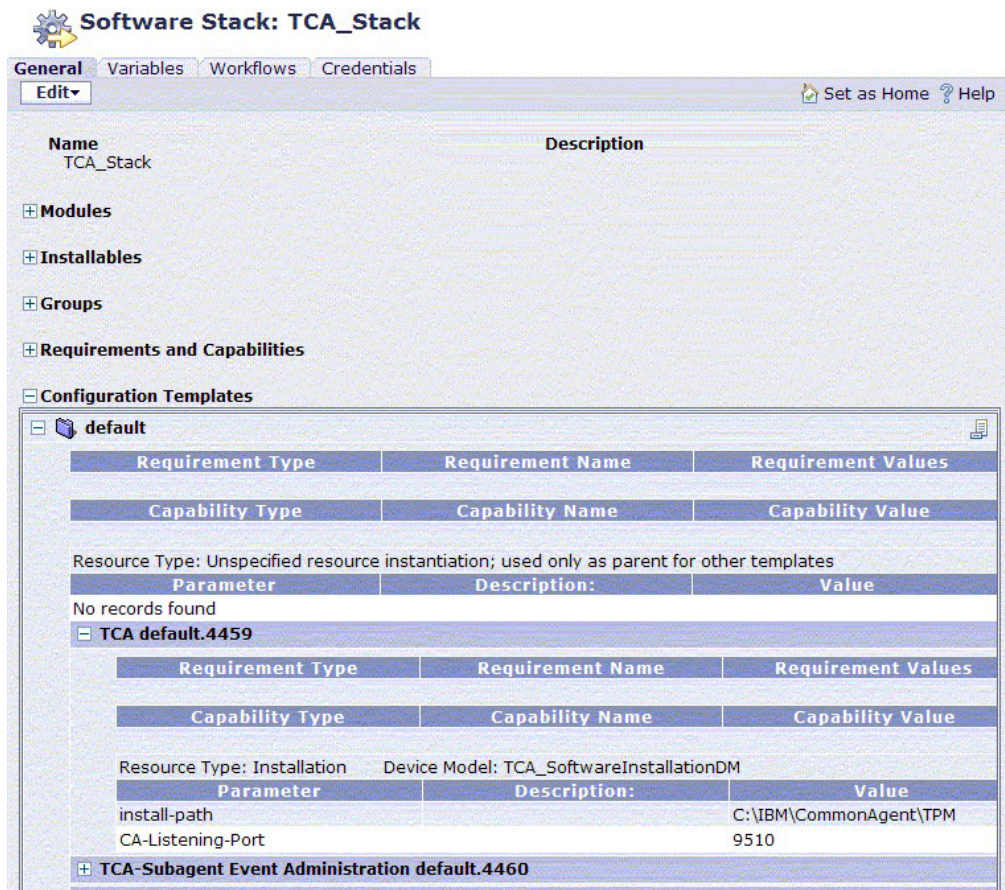 Software Stack: TCA_Stack
General Variables Workflows Credentials
Edit Set as Home Help
Name Description
TCA_Stack
Modules
Installables
Groups
Requirements and Capabilities
Configuration Templates
default
Requirement Type Requirement Name Requirement Values
Capability Type Capability Name Capability Value
Resource Type: Unspecified resource instantiation; used only as parent for other templates
Parameter Description: Value
No records found
TCA default.4459
Requirement Type Requirement Name Requirement Values
Capability Type Capability Name Capability Value
Resource Type: Installation Device Model: TCA_SoftwareInstallationDM
Parameter Description: Value
install-path C:\IBM\CommonAgent\TPM
CA-Listening-Port 9510
TCA-Subagent Event Administration default.4460